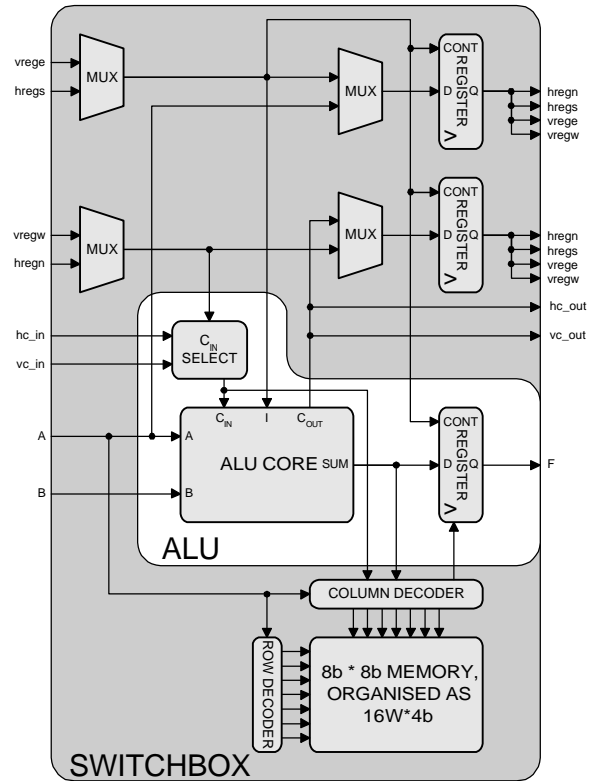 vrege
hregs
MUX
MUX
CONT
D Q
REGISTER
>
hregn
hregs
vrege
vregw
vregw
hregn
MUX
MUX
CONT
D Q
REGISTER
>
hregn
hregs
vrege
vregw
hc_in
vc_in
CIN
SELECT
hc_out
vc_out
CIN I COUT
A
A
B
B
ALU CORE
SUM
CONT
D Q
REGISTER
>
F
ALU
COLUMN DECODER
ROW DECODER
8b * 8b MEMORY,
ORGANISED AS
16W*4b
SWITCHBOX